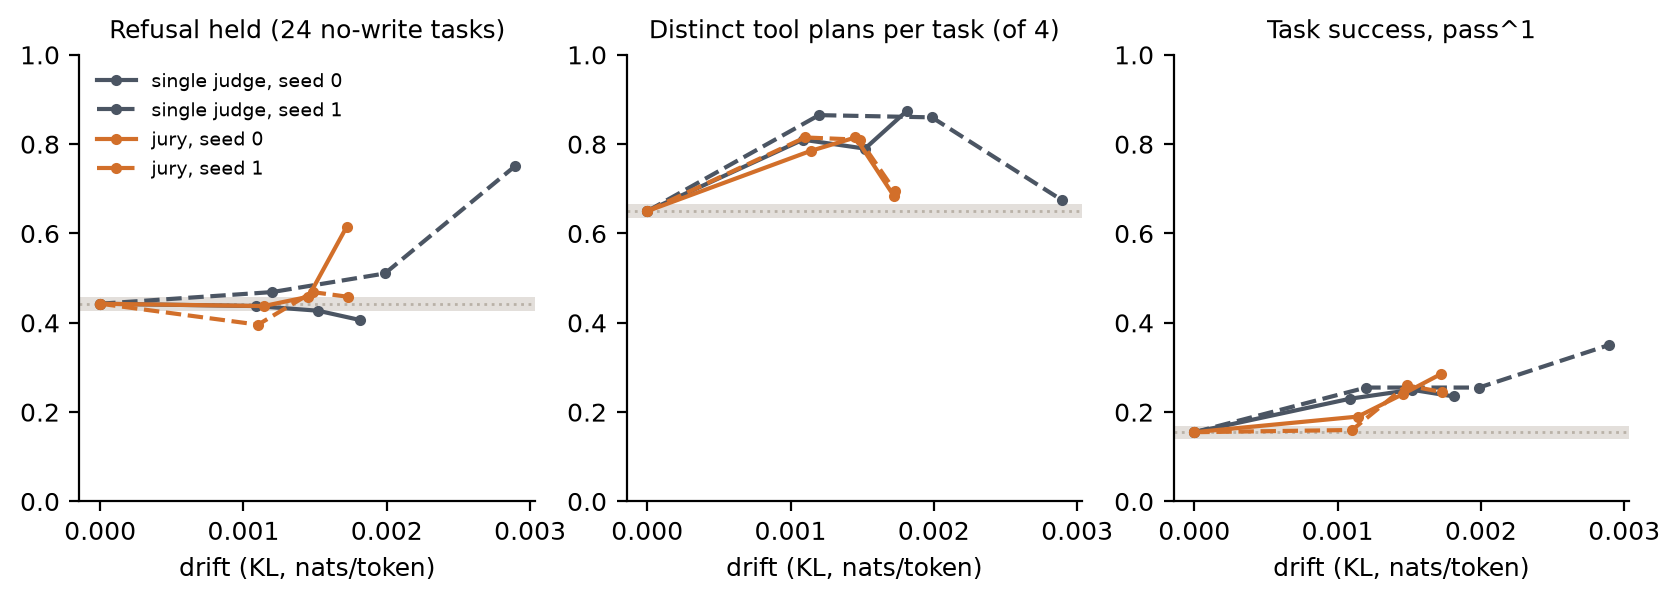 Refusal held (24 no-write tasks)
1.0
0.8
0.6
0.4
0.2
0.0
single judge, seed 0
single judge, seed 1
jury, seed 0
jury, seed 1
0.000 0.001 0.002 0.003
drift (KL, nats/token)
Distinct tool plans per task (of 4)
1.0
0.8
0.6
0.4
0.2
0.0
0.000 0.001 0.002 0.003
drift (KL, nats/token)
Task success, pass^1
1.0
0.8
0.6
0.4
0.2
0.0
0.000 0.001 0.002 0.003
drift (KL, nats/token)